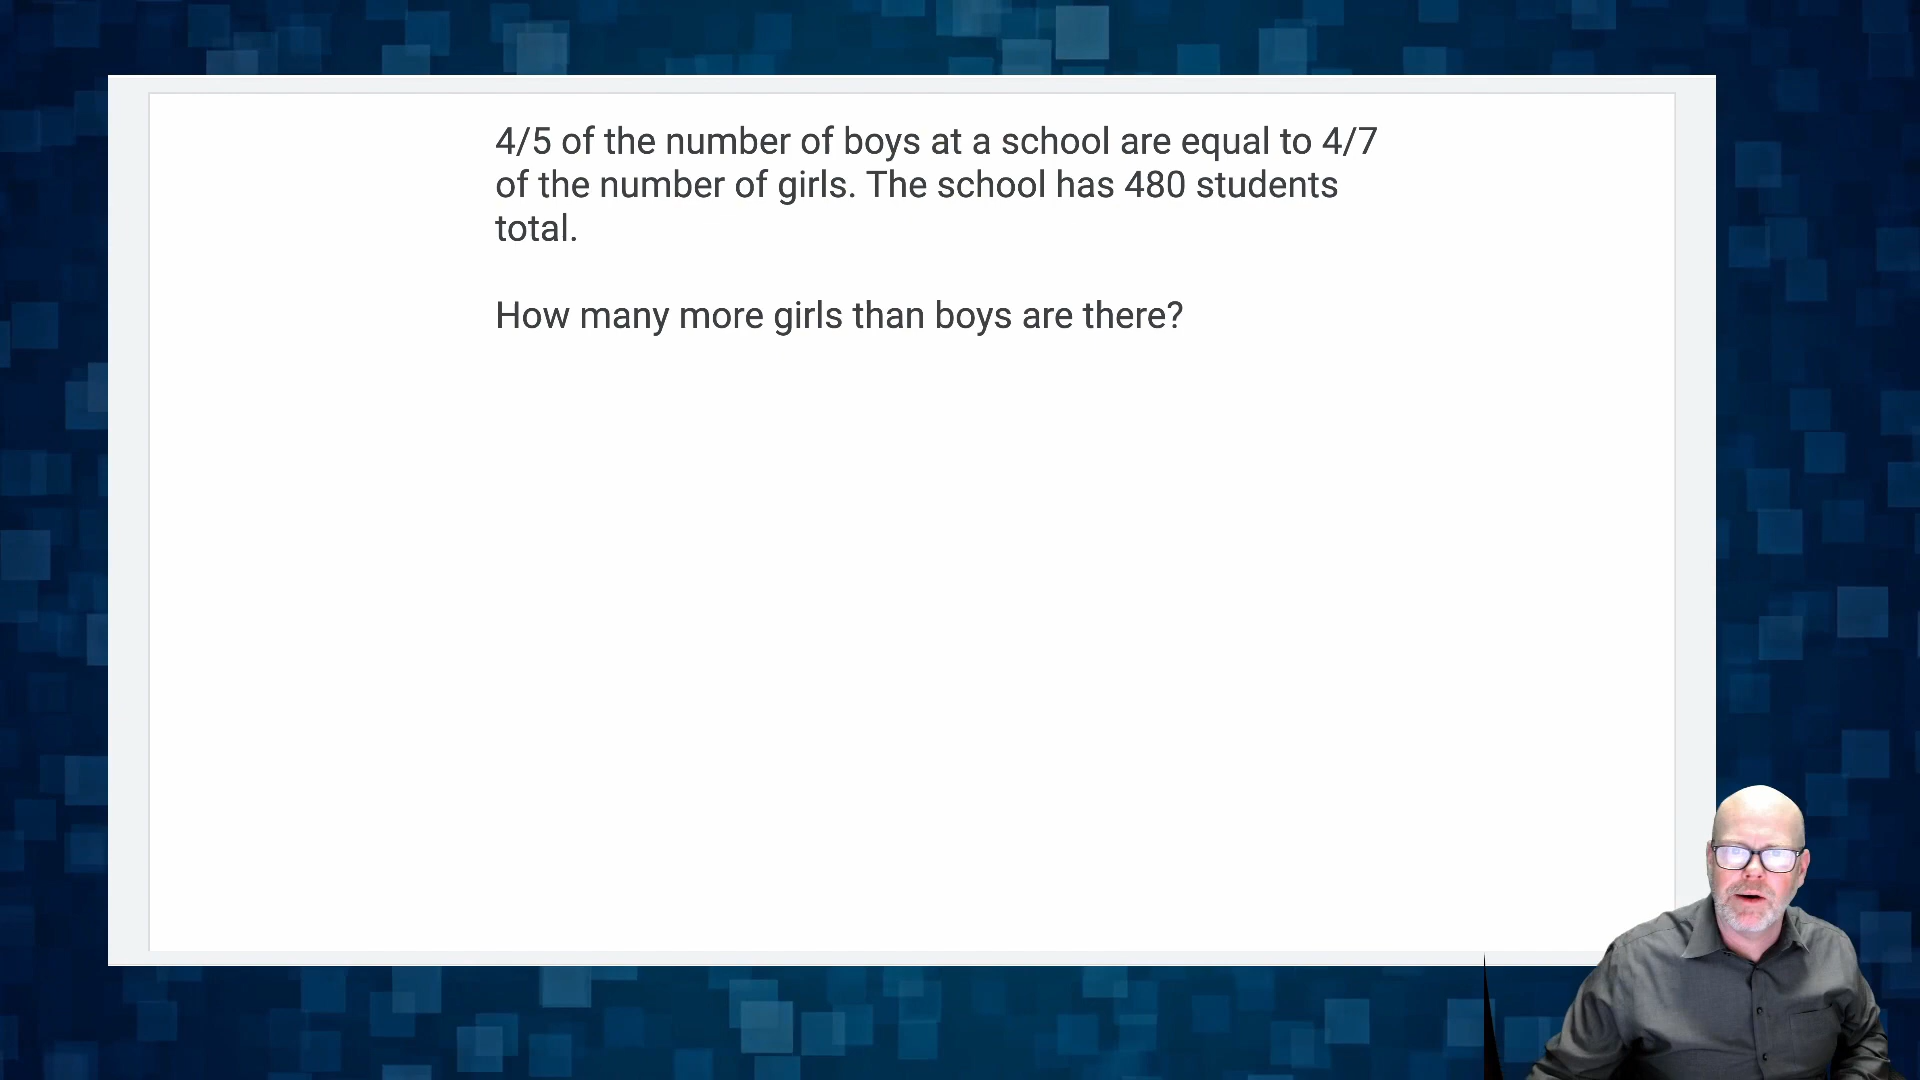 4/5 of the number of boys at a school are equal to 4/7
of the number of girls. The school has 480 students
total.
How many more girls than boys are there?